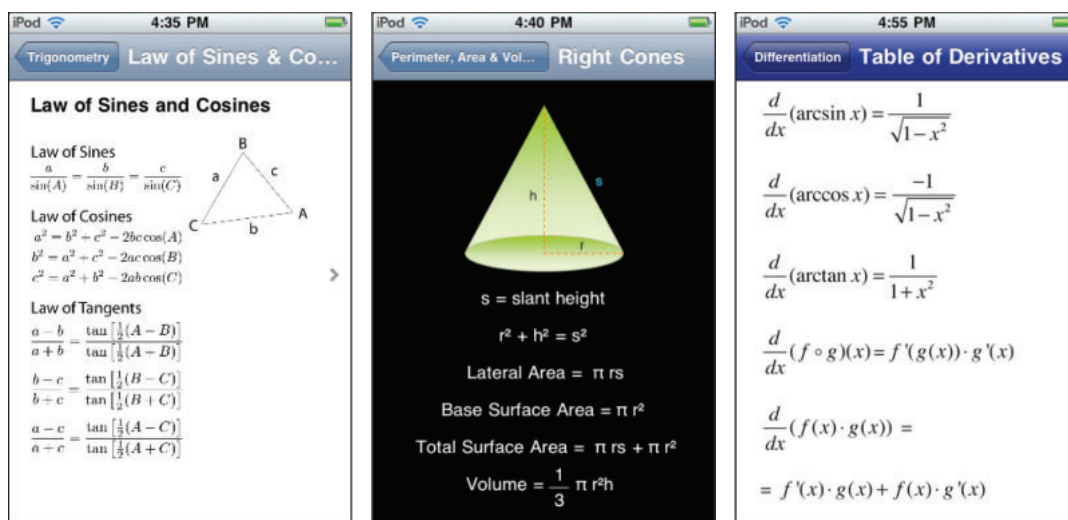 iPod 4:35 PM
Trigonometry Law of Sines & Co...
Law of Sines and Cosines
Law of Sines
a/sin(A) = b/sin(B) = c/sin(C)
B
a c
C b A
Law of Cosines
a² = b² + c² − 2bc cos(A)
b² = a² + c² − 2ac cos(B)
c² = a² + b² − 2ab cos(C)
Law of Tangents
a − b / a + b = tan [½(A − B)] / tan [½(A + B)]
b − c / b + c = tan [½(B − C)] / tan [½(B + C)]
a − c / a + c = tan [½(A − C)] / tan [½(A + C)]
iPod 4:40 PM
Perimeter, Area & Vol... Right Cones
s
h
r
s = slant height
r² + h² = s²
Lateral Area = π rs
Base Surface Area = π r²
Total Surface Area = π rs + π r²
Volume = 1/3 π r²h
iPod 4:55 PM
Differentiation Table of Derivatives
d/dx (arcsin x) = 1/√(1 − x²)
d/dx (arccos x) = −1/√(1 − x²)
d/dx (arctan x) = 1/(1 + x²)
d/dx (f ∘ g)(x) = f '(g(x)) · g '(x)
d/dx (f(x) · g(x)) =
= f '(x) · g(x) + f(x) · g '(x)